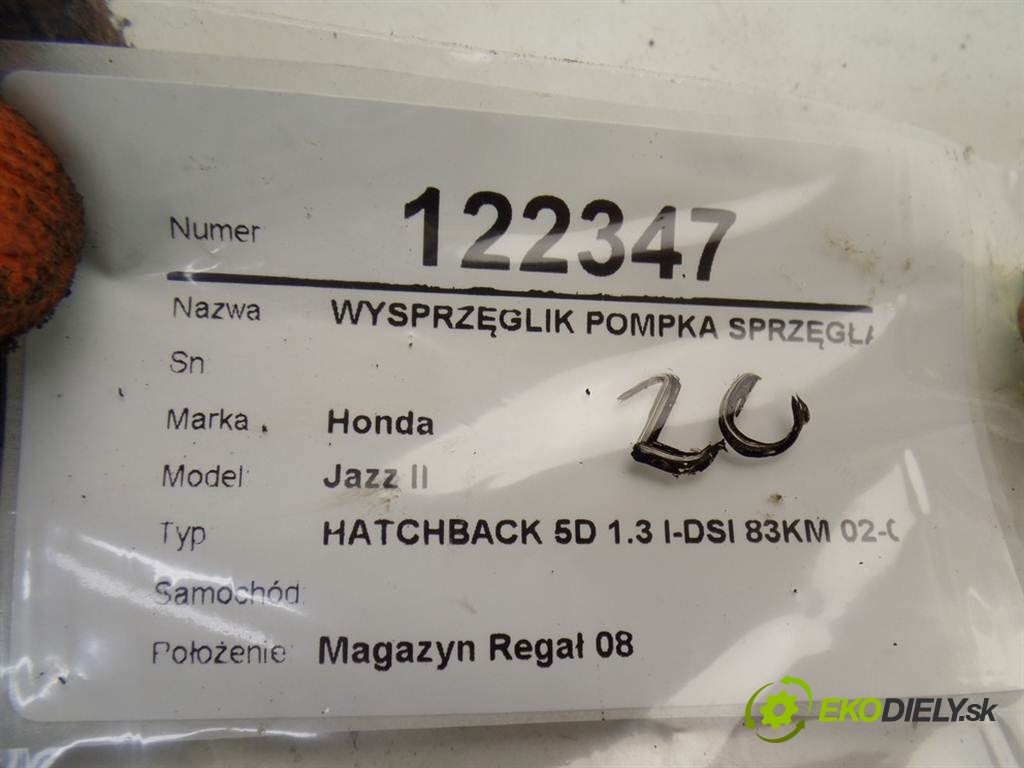 Numer 122347
Nazwa WYSPRZĘGLIK POMPKA SPRZĘGŁA
Sn
Marka Honda
20
Model Jazz II
Typ HATCHBACK 5D 1.3 I-DSI 83KM 02-0
Samochód
Położenie Magazyn Regał 08
EKODIELY.sk